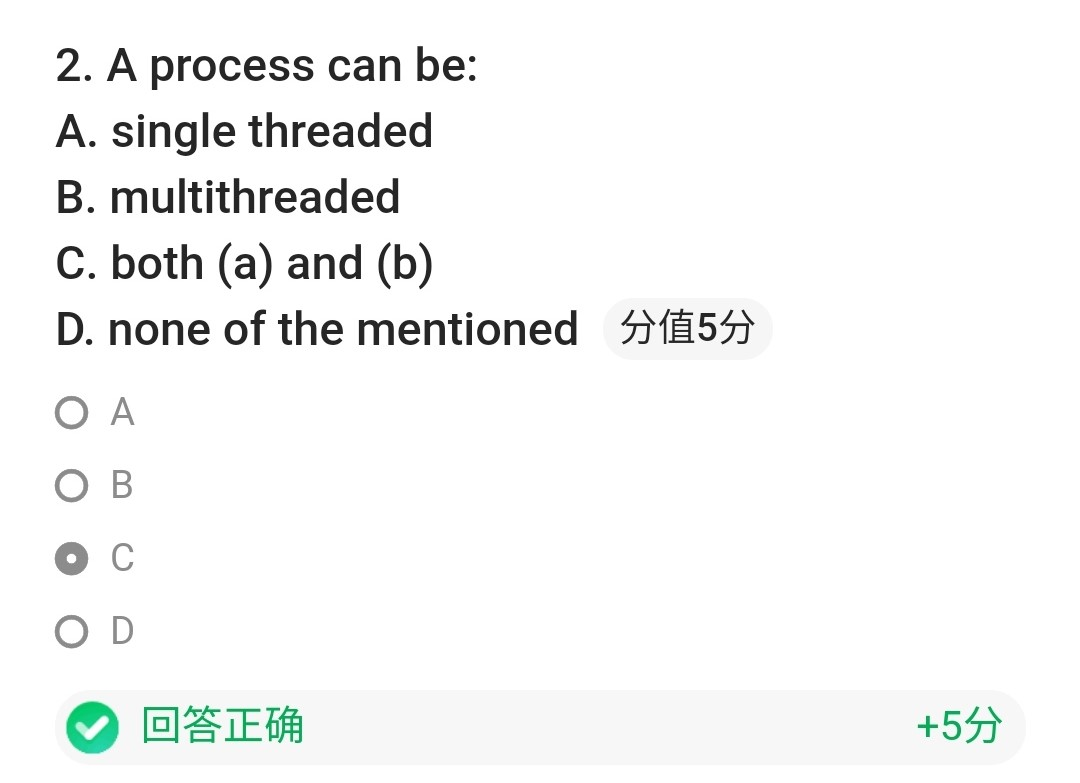 2. A process can be:
A. single threaded
B. multithreaded
C. both (a) and (b)
D. none of the mentioned 分值5分
A
B
C
D
回答正确 +5分